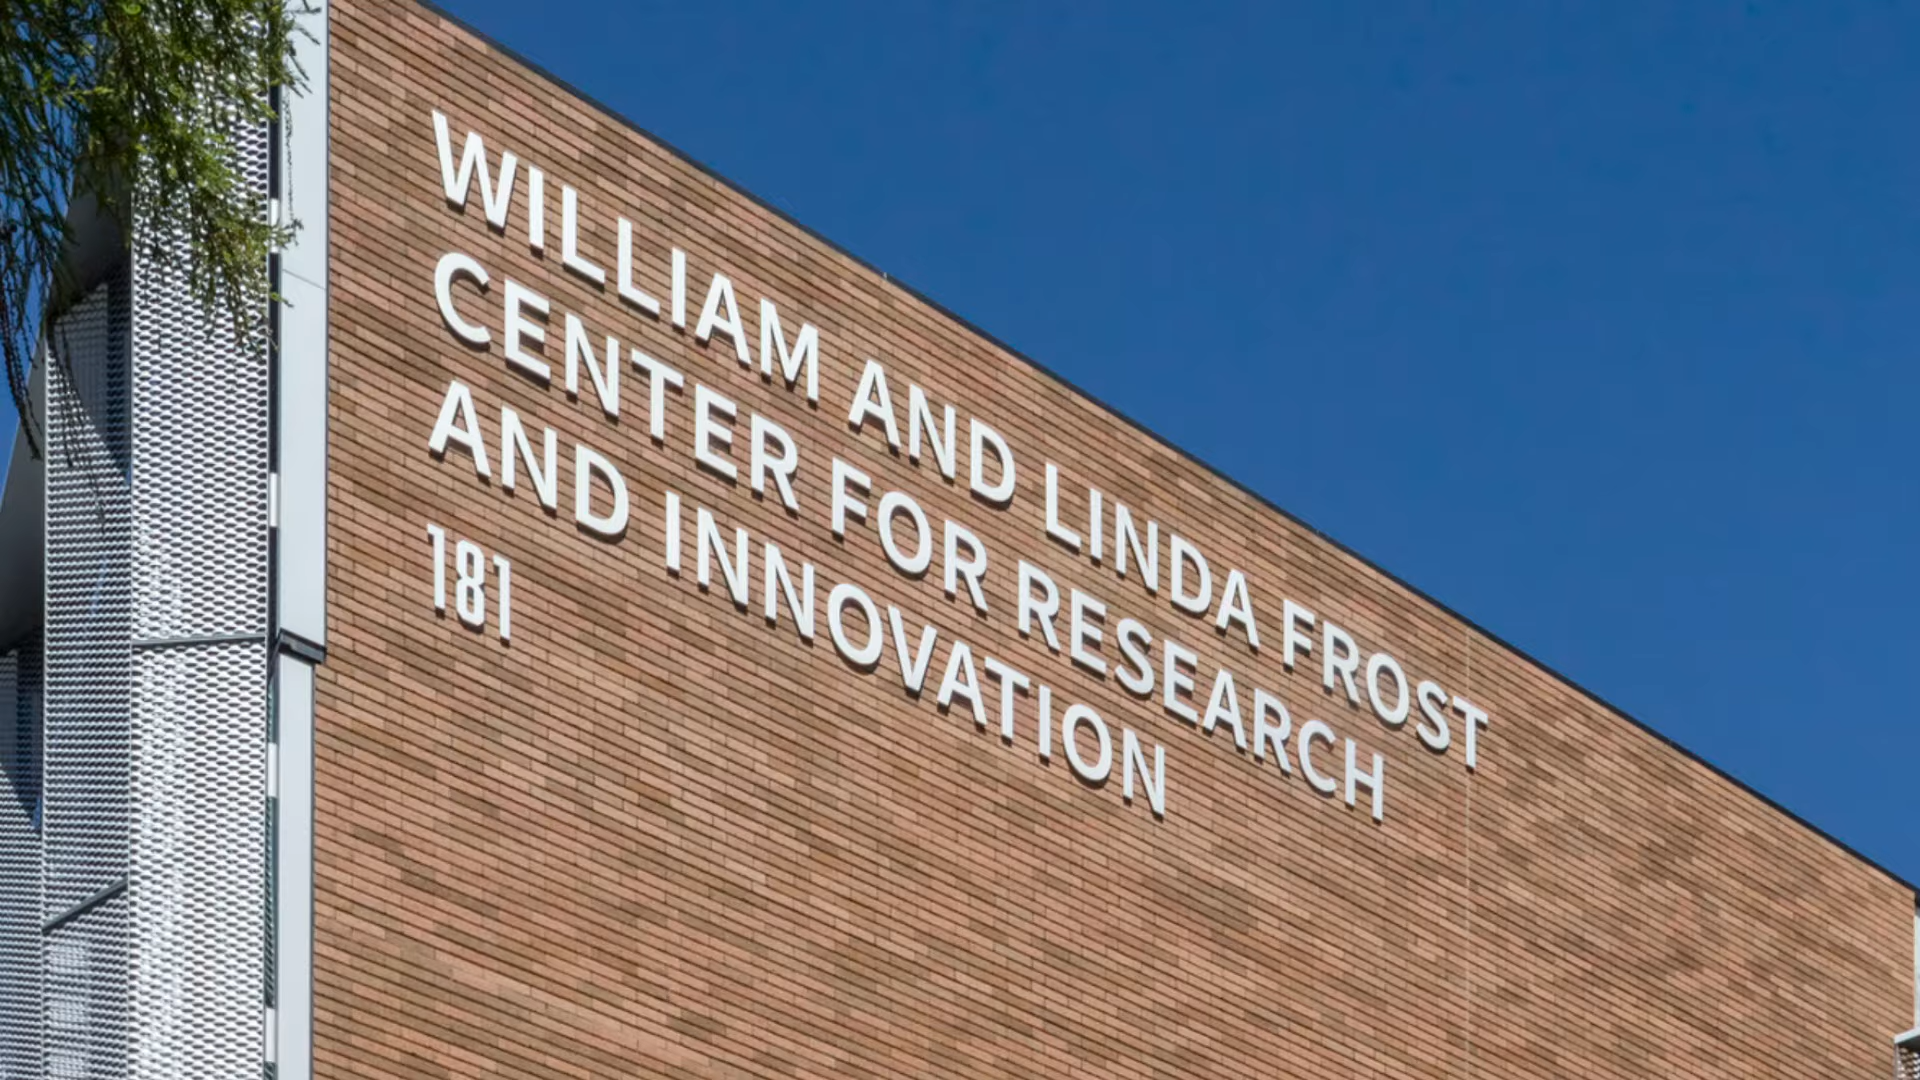 WILLIAM AND LINDA FROST
CENTER FOR RESEARCH
AND INNOVATION
181